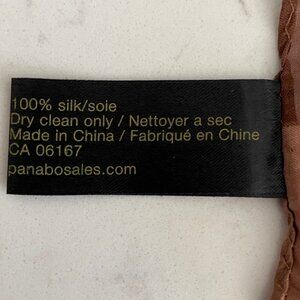 100% silk/soie
Dry clean only / Nettoyer a sec
Made in China / Fabriqué en Chine
CA 06167
panabosales.com